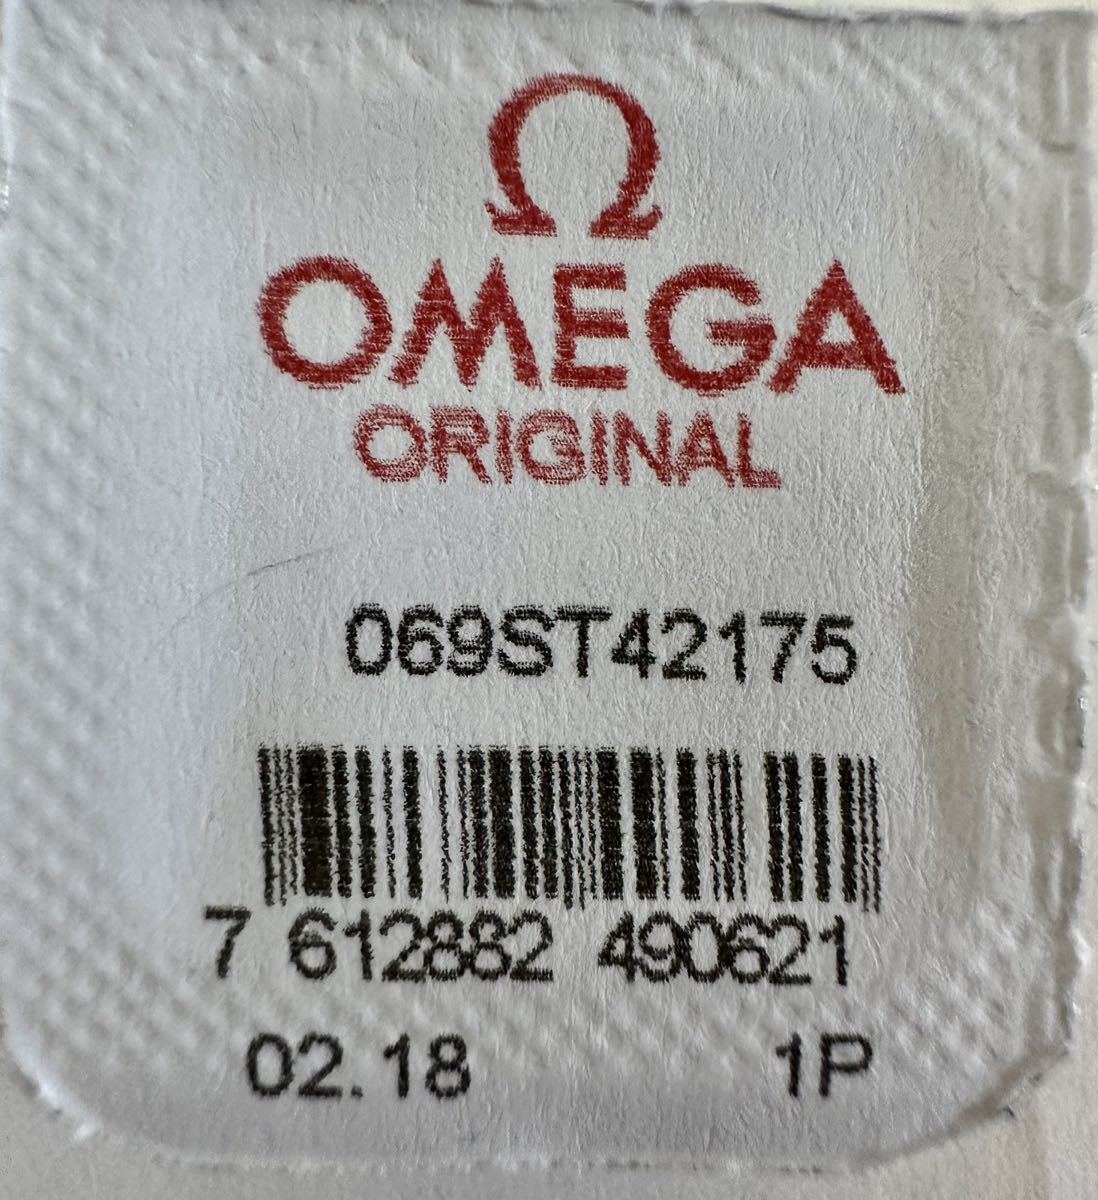 Ω
OMEGA
ORIGINAL
069ST42175
7 612882 490621
02.18 1P